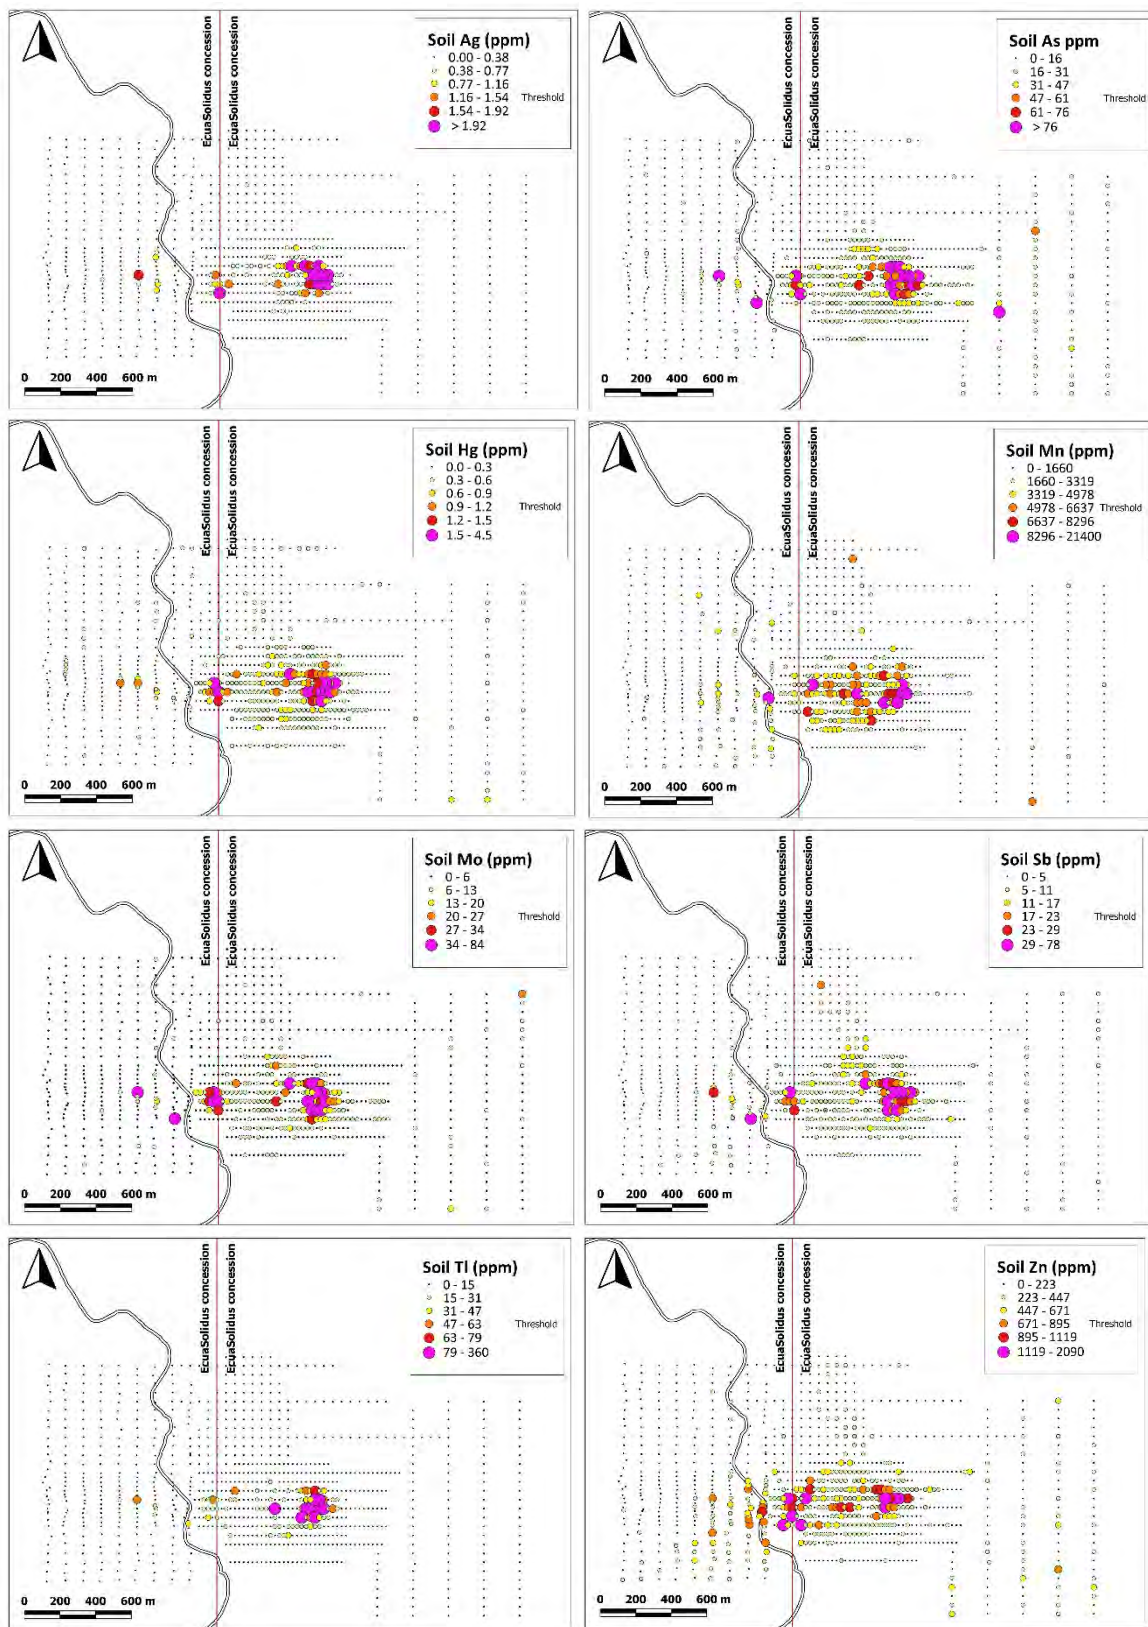 Soil Ag (ppm)
0.00 - 0.38
0.38 - 0.77
0.77 - 1.16
1.16 - 1.54 Threshold
1.54 - 1.92
> 1.92
EcuaSolidus concession
EcuaSolidus concession
0 200 400 600 m
Soil As ppm
0 - 16
16 - 31
31 - 47
47 - 61 Threshold
61 - 76
> 76
EcuaSolidus concession
EcuaSolidus concession
0 200 400 600 m
Soil Hg (ppm)
0.0 - 0.3
0.3 - 0.6
0.6 - 0.9
0.9 - 1.2 Threshold
1.2 - 1.5
1.5 - 4.5
EcuaSolidus concession
EcuaSolidus concession
0 200 400 600 m
Soil Mn (ppm)
0 - 1660
1660 - 3319
3319 - 4978
4978 - 6637 Threshold
6637 - 8296
8296 - 21400
EcuaSolidus concession
EcuaSolidus concession
0 200 400 600 m
Soil Mo (ppm)
0 - 6
6 - 13
13 - 20
20 - 27 Threshold
27 - 34
34 - 84
EcuaSolidus concession
EcuaSolidus concession
0 200 400 600 m
Soil Sb (ppm)
0 - 5
5 - 11
11 - 17
17 - 23 Threshold
23 - 29
29 - 78
EcuaSolidus concession
EcuaSolidus concession
0 200 400 600 m
Soil Tl (ppm)
0 - 15
15 - 31
31 - 47
47 - 63 Threshold
63 - 79
79 - 360
EcuaSolidus concession
EcuaSolidus concession
0 200 400 600 m
Soil Zn (ppm)
0 - 223
223 - 447
447 - 671
671 - 895 Threshold
895 - 1119
1119 - 2090
EcuaSolidus concession
EcuaSolidus concession
0 200 400 600 m